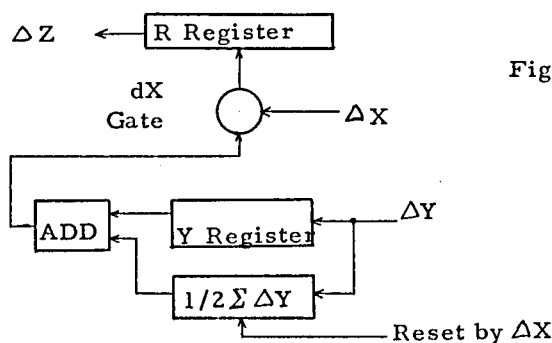 ΔZ
R Register
Fig
dX
Gate
ΔX
ΔY
ADD
Y Register
1/2 Σ ΔY
Reset by ΔX